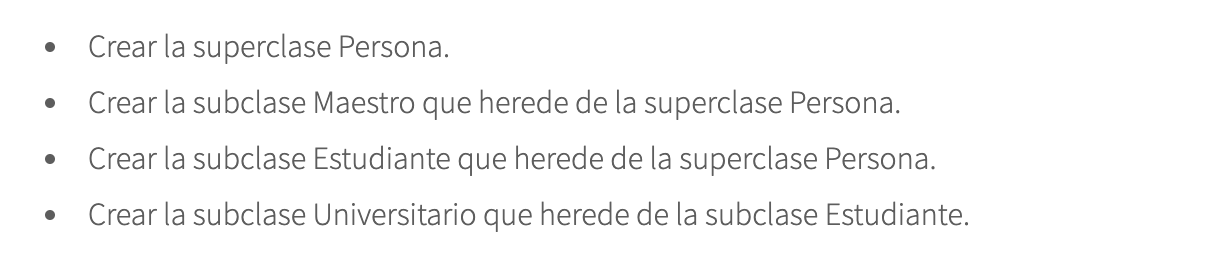 • Crear la superclase Persona.
• Crear la subclase Maestro que herede de la superclase Persona.
• Crear la subclase Estudiante que herede de la superclase Persona.
• Crear la subclase Universitario que herede de la subclase Estudiante.